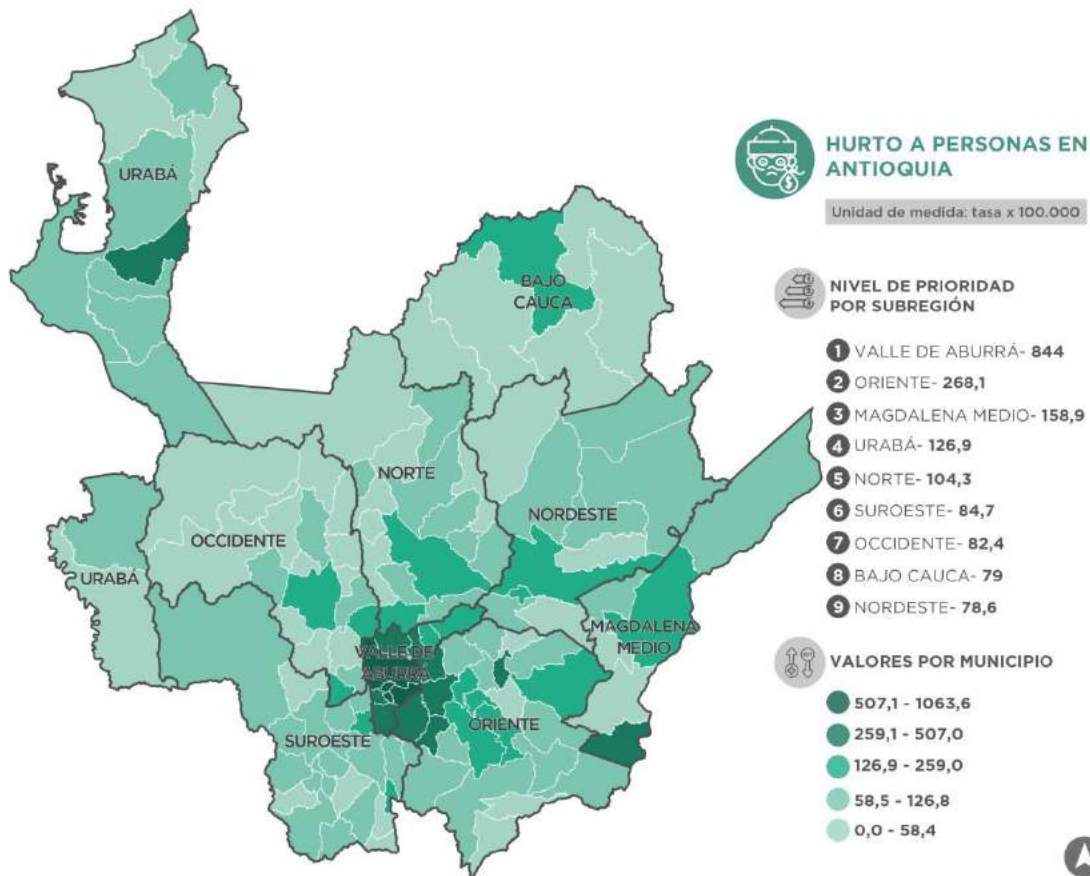 HURTO A PERSONAS EN
ANTIOQUIA
Unidad de medida: tasa x 100.000
NIVEL DE PRIORIDAD
POR SUBREGIÓN
1 VALLE DE ABURRÁ- 844
2 ORIENTE- 268,1
3 MAGDALENA MEDIO- 158,9
4 URABÁ- 126,9
5 NORTE- 104,3
6 SUROESTE- 84,7
7 OCCIDENTE- 82,4
8 BAJO CAUCA- 79
9 NORDESTE- 78,6
VALORES POR MUNICIPIO
507,1 - 1063,6
259,1 - 507,0
126,9 - 259,0
58,5 - 126,8
0,0 - 58,4
URABÁ
BAJO
CAUCA
NORTE
NORDESTE
OCCIDENTE
URABÁ
MAGDALENA
MEDIO
VALLE DE
ABURRÁ
ORIENTE
SUROESTE